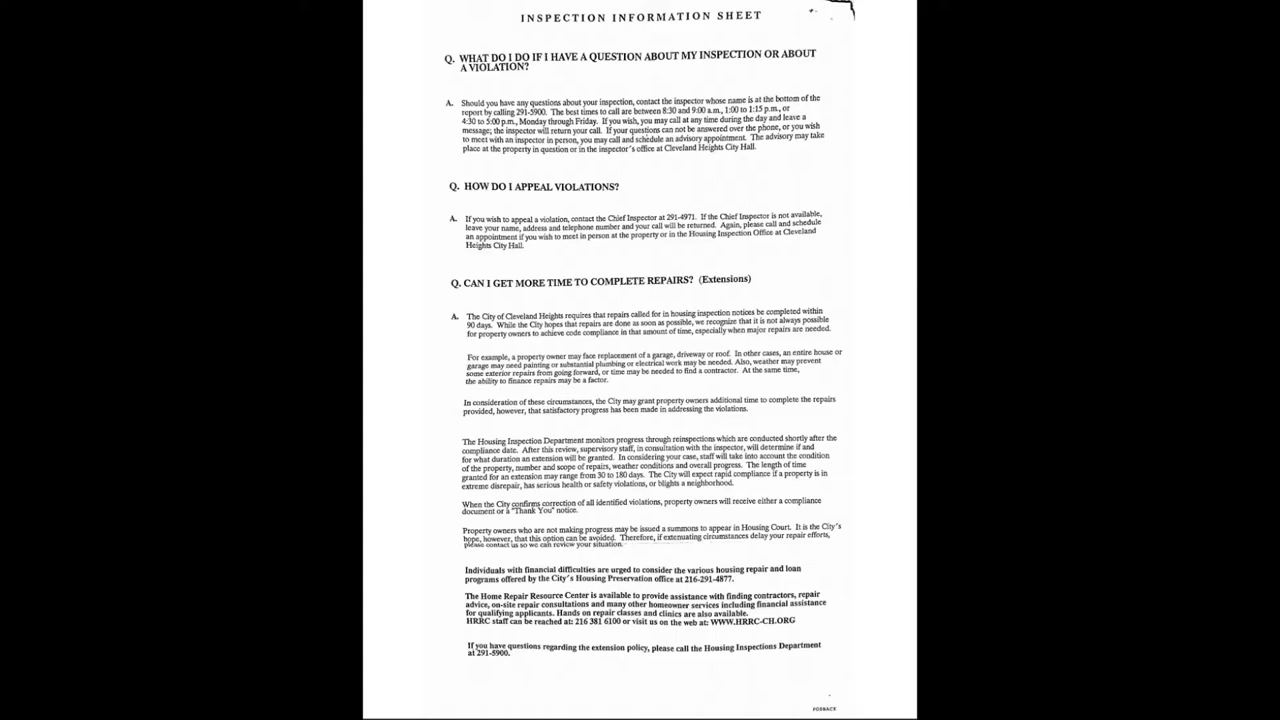 INSPECTION INFORMATION SHEET
Q. WHAT DO I DO IF I HAVE A QUESTION ABOUT MY INSPECTION OR ABOUT
A VIOLATION?
A. Should you have any questions about your inspection, contact the inspector whose name is at the bottom of the
report by calling 291-5900. The best times to call are between 8:30 and 9:00 a.m., 1:00 to 1:15 p.m., or
4:30 to 5:00 p.m., Monday through Friday. If you wish, you may call at any time during the day and leave a
message; the inspector will return your call. If your questions can not be answered over the phone, or you wish
to meet with an inspector in person, you may call and schedule an advisory appointment. The advisory may take
place at the property in question or in the inspector's office at Cleveland Heights City Hall.
Q. HOW DO I APPEAL VIOLATIONS?
A. If you wish to appeal a violation, contact the Chief Inspector at 291-4971. If the Chief Inspector is not available,
leave your name, address and telephone number and your call will be returned. Again, please call and schedule
an appointment if you wish to meet in person at the property or in the Housing Inspection Office at Cleveland
Heights City Hall.
Q. CAN I GET MORE TIME TO COMPLETE REPAIRS? (Extensions)
A. The City of Cleveland Heights requires that repairs called for in housing inspection notices be completed within
90 days. While the City hopes that repairs are done as soon as possible, we recognize that it is not always possible
for property owners to achieve code compliance in that amount of time, especially when major repairs are needed.
For example, a property owner may face replacement of a garage, driveway or roof. In other cases, an entire house or
garage may need painting or substantial plumbing or electrical work may be needed. Also, weather may prevent
some exterior repairs from going forward, or time may be needed to find a contractor. At the same time,
the ability to finance repairs may be a factor.
In consideration of these circumstances, the City may grant property owners additional time to complete the repairs
provided, however, that satisfactory progress has been made in addressing the violations.
The Housing Inspection Department monitors progress through reinspections which are conducted shortly after the
compliance date. After this review, supervisory staff, in consultation with the inspector, will determine if and
for what duration an extension will be granted. In considering your case, staff will take into account the condition
of the property, number and scope of repairs, weather conditions and overall progress. The length of time
granted for an extension may range from 30 to 180 days. The City will expect rapid compliance if a property is in
extreme disrepair, has serious health or safety violations, or blights a neighborhood.
When the City confirms correction of all identified violations, property owners will receive either a compliance
document or a "Thank You" notice.
Property owners who are not making progress may be issued a summons to appear in Housing Court. It is the City's
hope, however, that this option can be avoided. Therefore, if extenuating circumstances delay your repair efforts,
please contact us so we can review your situation.
Individuals with financial difficulties are urged to consider the various housing repair and loan
programs offered by the City's Housing Preservation office at 216-291-4877.
The Home Repair Resource Center is available to provide assistance with finding contractors, repair
advice, on-site repair consultations and many other homeowner services including financial assistance
for qualifying applicants. Hands on repair classes and clinics are also available.
HRRC staff can be reached at: 216 381 6100 or visit us on the web at: WWW.HRRC-CH.ORG
If you have questions regarding the extension policy, please call the Housing Inspections Department
at 291-5900.